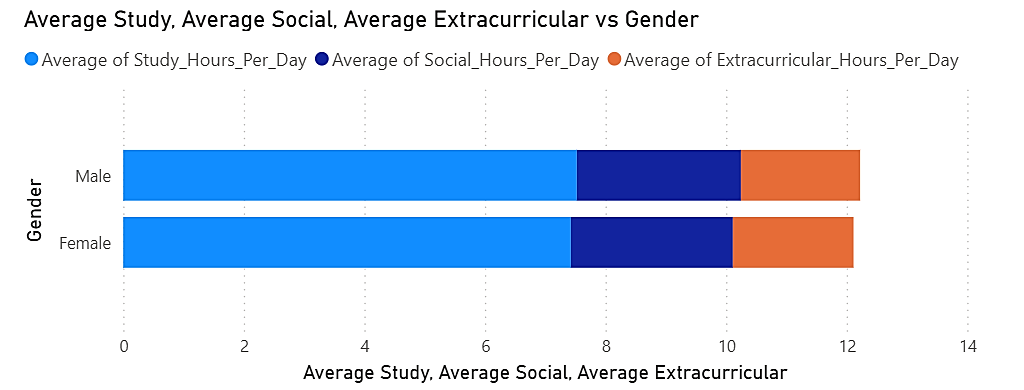 Average Study, Average Social, Average Extracurricular vs Gender
Average of Study_Hours_Per_Day Average of Social_Hours_Per_Day Average of Extracurricular_Hours_Per_Day
Gender
Male
Female
0 2 4 6 8 10 12 14
Average Study, Average Social, Average Extracurricular